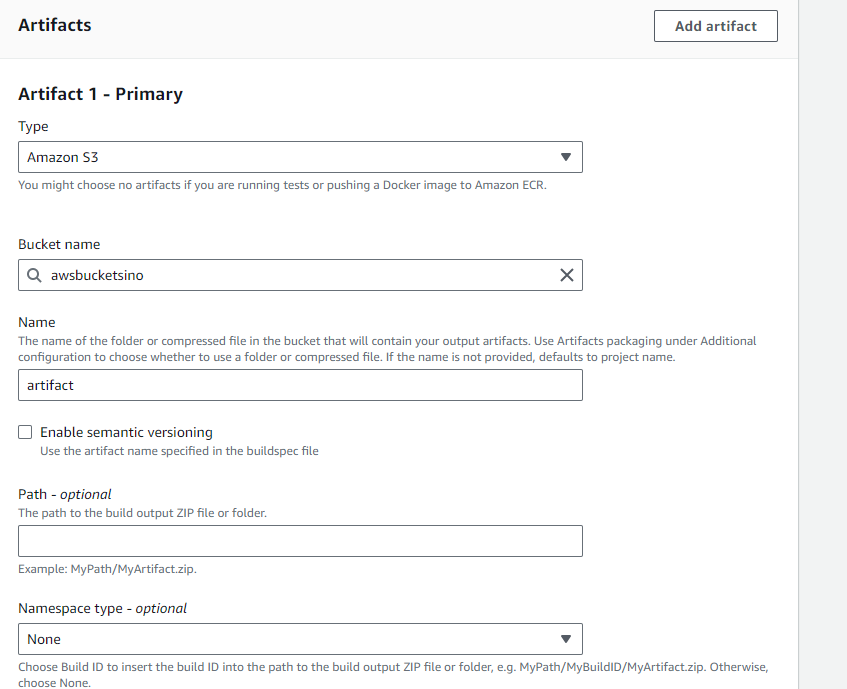 Artifacts
Add artifact
Artifact 1 - Primary
Type
Amazon S3
You might choose no artifacts if you are running tests or pushing a Docker image to Amazon ECR.
Bucket name
awsbucketsino
Name
The name of the folder or compressed file in the bucket that will contain your output artifacts. Use Artifacts packaging under Additional
configuration to choose whether to use a folder or compressed file. If the name is not provided, defaults to project name.
artifact
Enable semantic versioning
Use the artifact name specified in the buildspec file
Path - optional
The path to the build output ZIP file or folder.
Example: MyPath/MyArtifact.zip.
Namespace type - optional
None
Choose Build ID to insert the build ID into the path to the build output ZIP file or folder, e.g. MyPath/MyBuildID/MyArtifact.zip. Otherwise,
choose None.